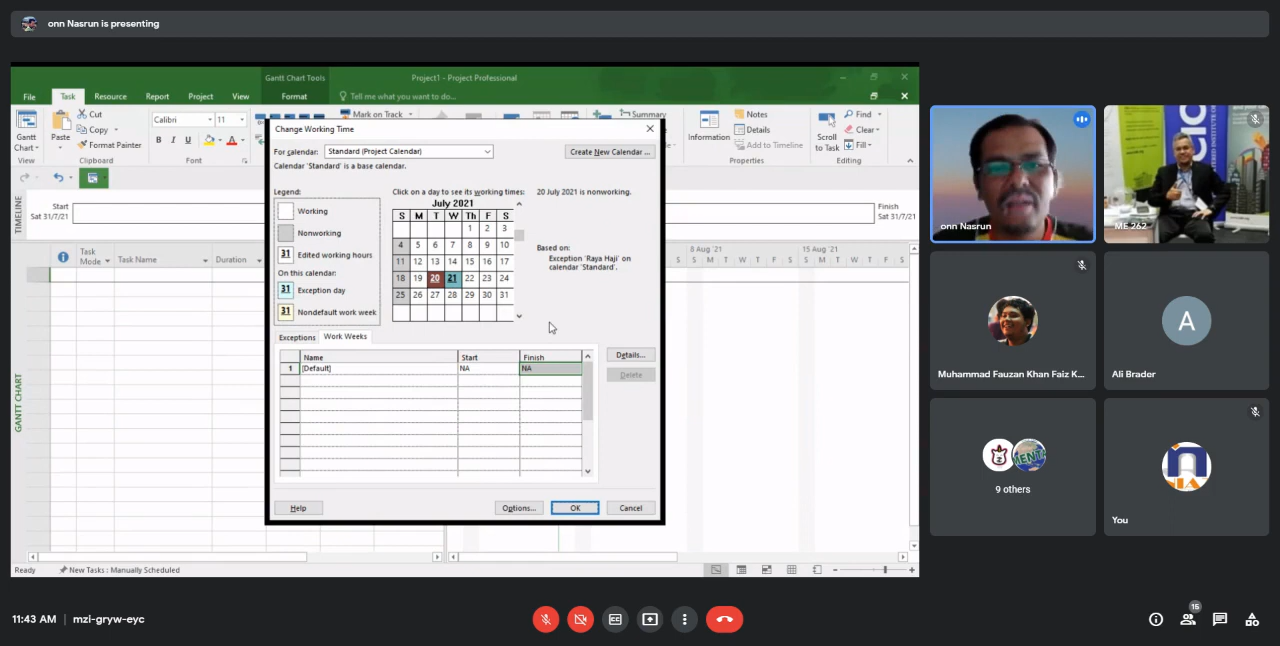 onn Nasrun is presenting
Gantt Chart Tools
Project1 - Project Professional
File
Task
Resource
Report
Project
View
Format
Tell me what you want to do...
Gantt
Chart
View
Paste
Cut
Copy
Format Painter
Clipboard
Calibri
11
B I U
A
Font
Mark on Track
Summary
Information
Notes
Details
Add to Timeline
Properties
Scroll
to Task
Find
Clear
Fill
Editing
TIMELINE
Start
Sat 31/7/21
Finish
Sat 31/7/21
GANTT CHART
Task
Mode
Task Name
Duration
8 Aug '21
15 Aug '21
S S M T W T F S S M T W T F S
Change Working Time
For calendar:
Standard (Project Calendar)
Create New Calendar ...
Calendar 'Standard' is a base calendar.
Legend:
Working
Nonworking
31 Edited working hours
On this calendar:
31 Exception day
31 Nondefault work week
Click on a day to see its working times:
July 2021
S M T W Th F S
1 2 3
4 5 6 7 8 9 10
11 12 13 14 15 16 17
18 19 20 21 22 23 24
25 26 27 28 29 30 31
20 July 2021 is nonworking.
Based on:
Exception 'Raya Haji' on
calendar 'Standard'.
Exceptions
Work Weeks
Name
Start
Finish
1
[Default]
NA
NA
Details...
Delete
Help
Options...
OK
Cancel
Ready
New Tasks : Manually Scheduled
onn Nasrun
ME 262
Muhammad Fauzan Khan Faiz K...
A
Ali Brader
9 others
You
11:43 AM | mzi-gryw-eyc
15